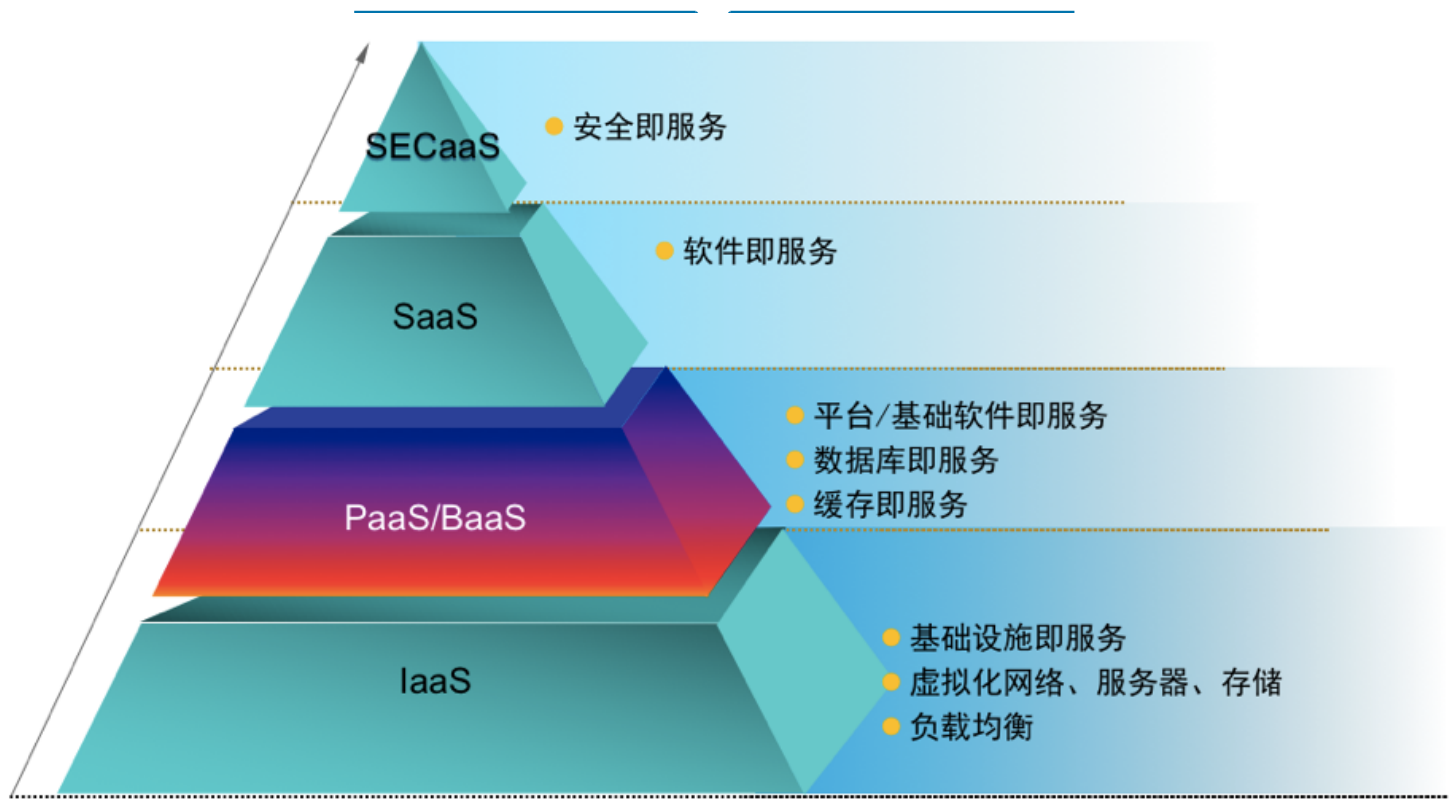 SECaaS
安全即服务
SaaS
软件即服务
PaaS/BaaS
平台/基础软件即服务
数据库即服务
缓存即服务
IaaS
基础设施即服务
虚拟化网络、服务器、存储
负载均衡